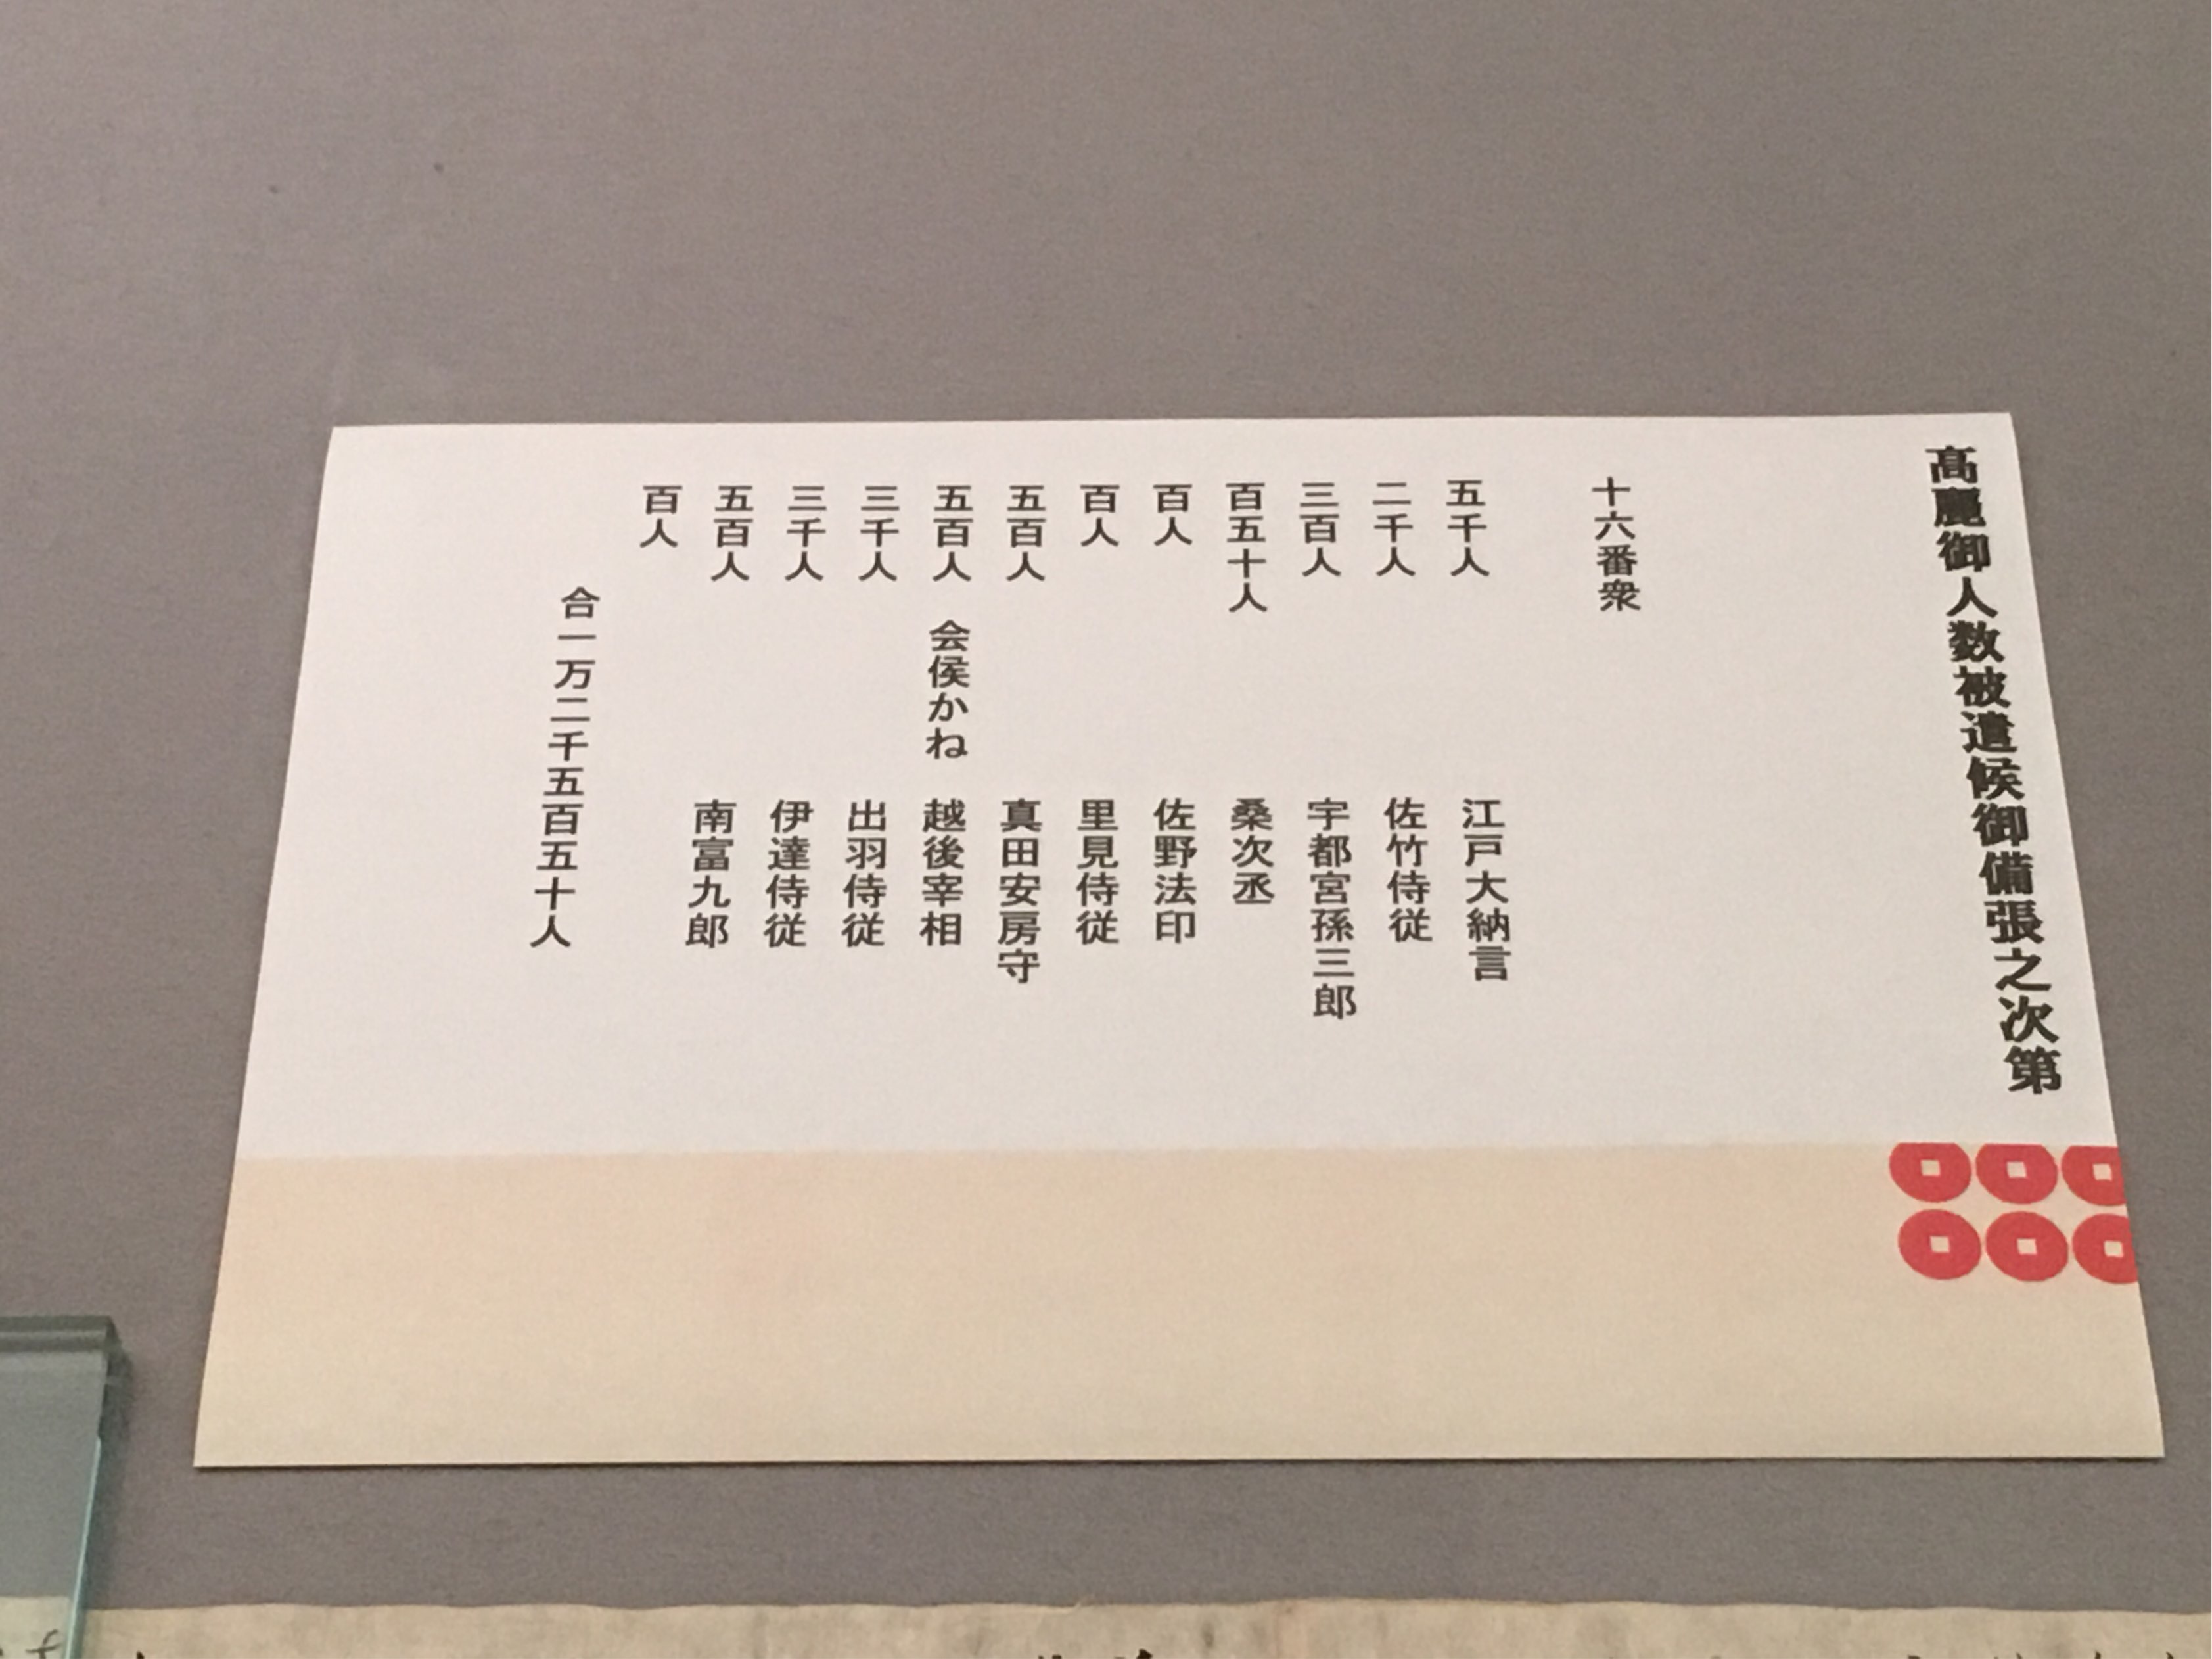 髙麗御人数被遣候御備張之次第
十六番衆
五千人 江戸大納言
二千人 佐竹侍従
三百人 宇都宮孫三郎
百五十人 桑次丞
百人 佐野法印
百人 里見侍従
五百人 真田安房守
五百人 会侯かね 越後宰相
三千人 出羽侍従
三千人 伊達侍従
五百人 南富九郎
百人
合一万二千五百五十人